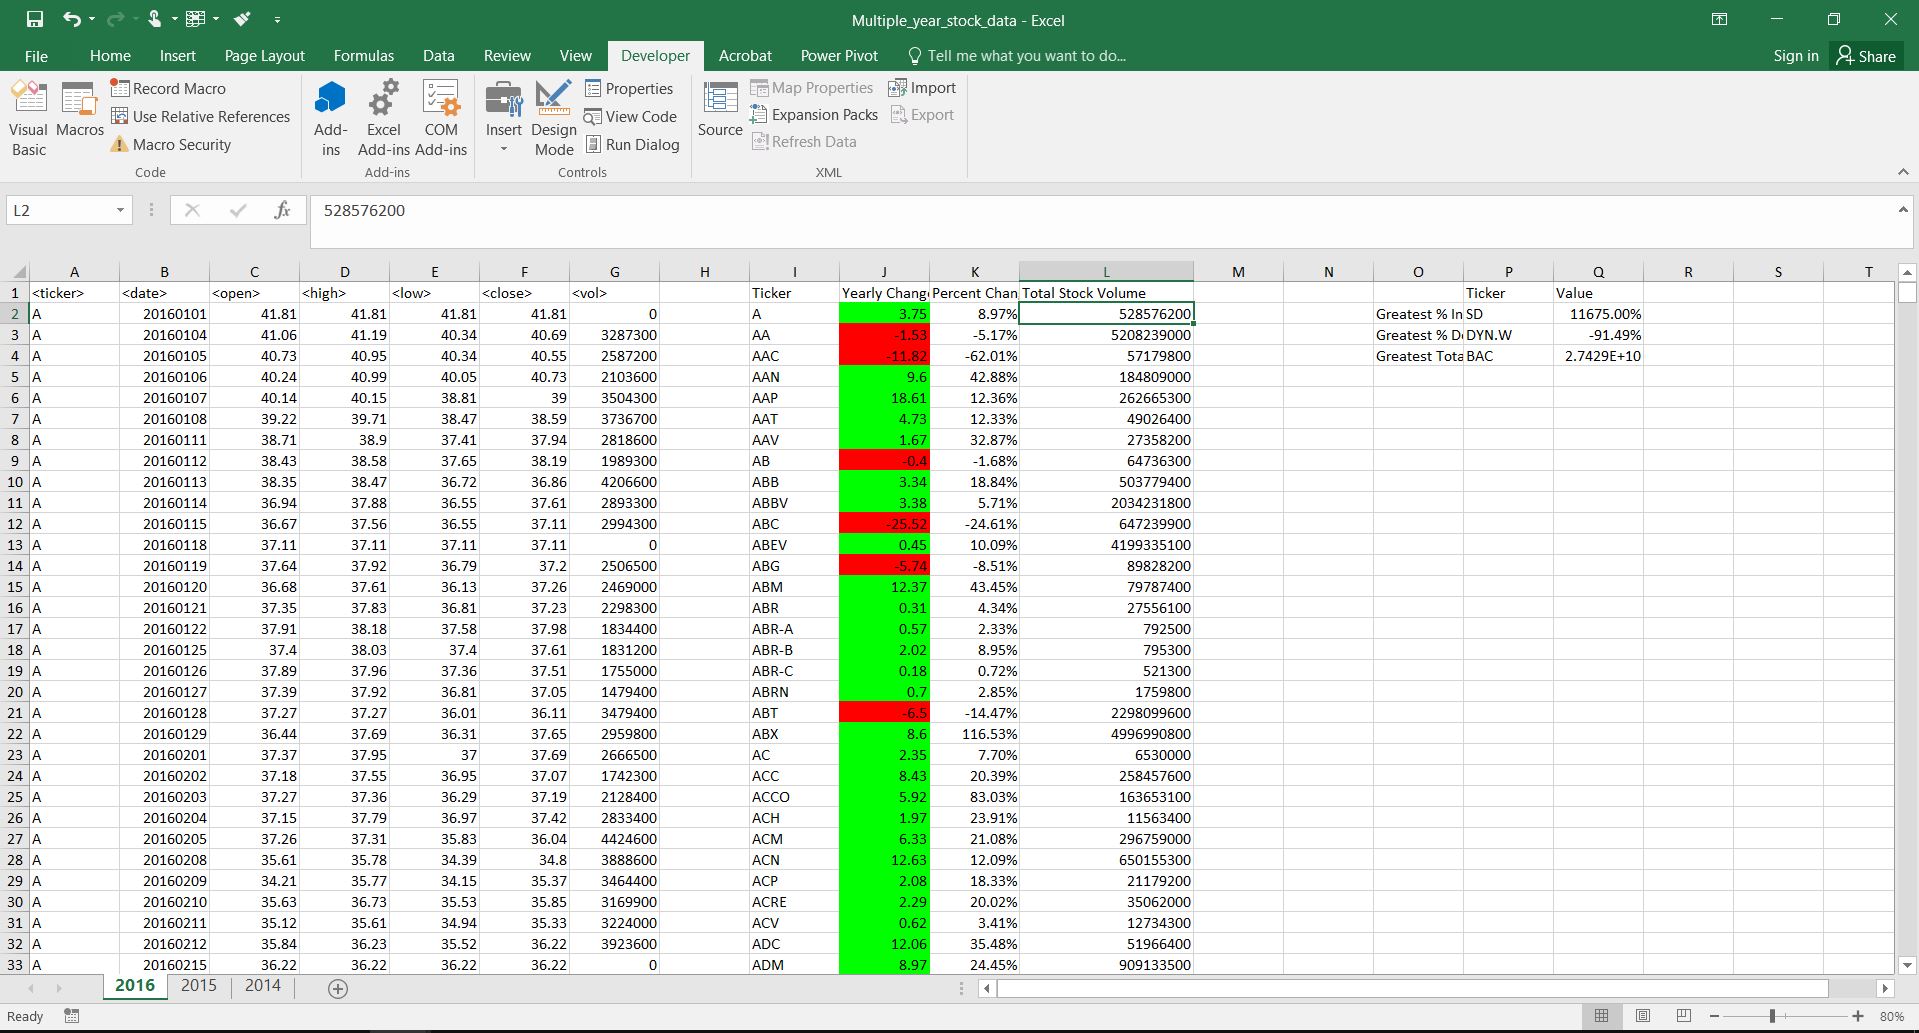 Multiple_year_stock_data - Excel
File Home Insert Page Layout Formulas Data Review View Developer Acrobat Power Pivot Tell me what you want to do... Sign in Share
Visual Basic
Macros
Record Macro
Use Relative References
Macro Security
Code
Add-ins
Excel Add-ins
COM Add-ins
Add-ins
Insert
Design Mode
Properties
View Code
Run Dialog
Controls
Source
Map Properties
Expansion Packs
Refresh Data
Import
Export
XML
L2 fx 528576200
A B C D E F G H I J K L M N O P Q R S T
1 <ticker> <date> <open> <high> <low> <close> <vol> Ticker Yearly Chang Percent Chan Total Stock Volume Ticker Value
2 A 20160101 41.81 41.81 41.81 41.81 0 A 3.75 8.97% 528576200 Greatest % In SD 11675.00%
3 A 20160104 41.06 41.19 40.34 40.69 3287300 AA -1.53 -5.17% 5208239000 Greatest % D DYN.W -91.49%
4 A 20160105 40.73 40.95 40.34 40.55 2587200 AAC -11.82 -62.01% 57179800 Greatest Tota BAC 2.7429E+10
5 A 20160106 40.24 40.99 40.05 40.73 2103600 AAN 9.6 42.88% 184809000
6 A 20160107 40.14 40.15 38.81 39 3504300 AAP 18.61 12.36% 262665300
7 A 20160108 39.22 39.71 38.47 38.59 3736700 AAT 4.73 12.33% 49026400
8 A 20160111 38.71 38.9 37.41 37.94 2818600 AAV 1.67 32.87% 27358200
9 A 20160112 38.43 38.58 37.65 38.19 1989300 AB -0.4 -1.68% 64736300
10 A 20160113 38.35 38.47 36.72 36.86 4206600 ABB 3.34 18.84% 503779400
11 A 20160114 36.94 37.88 36.55 37.61 2893300 ABBV 3.38 5.71% 2034231800
12 A 20160115 36.67 37.56 36.55 37.11 2994300 ABC -25.52 -24.61% 647239900
13 A 20160118 37.11 37.11 37.11 37.11 0 ABEV 0.45 10.09% 4199335100
14 A 20160119 37.64 37.92 36.79 37.2 2506500 ABG -5.74 -8.51% 89828200
15 A 20160120 36.68 37.61 36.13 37.26 2469000 ABM 12.37 43.45% 79787400
16 A 20160121 37.35 37.83 36.81 37.23 2298300 ABR 0.31 4.34% 27556100
17 A 20160122 37.91 38.18 37.58 37.98 1834400 ABR-A 0.57 2.33% 792500
18 A 20160125 37.4 38.03 37.4 37.61 1831200 ABR-B 2.02 8.95% 795300
19 A 20160126 37.89 37.96 37.36 37.51 1755000 ABR-C 0.18 0.72% 521300
20 A 20160127 37.39 37.92 36.81 37.05 1479400 ABRN 0.7 2.85% 1759800
21 A 20160128 37.27 37.27 36.01 36.11 3479400 ABT -6.5 -14.47% 2298099600
22 A 20160129 36.44 37.69 36.31 37.65 2959800 ABX 8.6 116.53% 4996990800
23 A 20160201 37.37 37.95 37 37.69 2666500 AC 2.35 7.70% 6530000
24 A 20160202 37.18 37.55 36.95 37.07 1742300 ACC 8.43 20.39% 258457600
25 A 20160203 37.27 37.36 36.29 37.19 2128400 ACCO 5.92 83.03% 163653100
26 A 20160204 37.15 37.79 36.97 37.42 2833400 ACH 1.97 23.91% 11563400
27 A 20160205 37.26 37.31 35.83 36.04 4424600 ACM 6.33 21.08% 296759000
28 A 20160208 35.61 35.78 34.39 34.8 3888600 ACN 12.63 12.09% 650155300
29 A 20160209 34.21 35.77 34.15 35.37 3464400 ACP 2.08 18.33% 21179200
30 A 20160210 35.63 36.73 35.53 35.85 3169900 ACRE 2.29 20.02% 35062000
31 A 20160211 35.12 35.61 34.94 35.33 3224000 ACV 0.62 3.41% 12734300
32 A 20160212 35.84 36.23 35.52 36.22 3923600 ADC 12.06 35.48% 51966400
33 A 20160215 36.22 36.22 36.22 36.22 0 ADM 8.97 24.45% 909133500
2016 2015 2014
Ready 80%